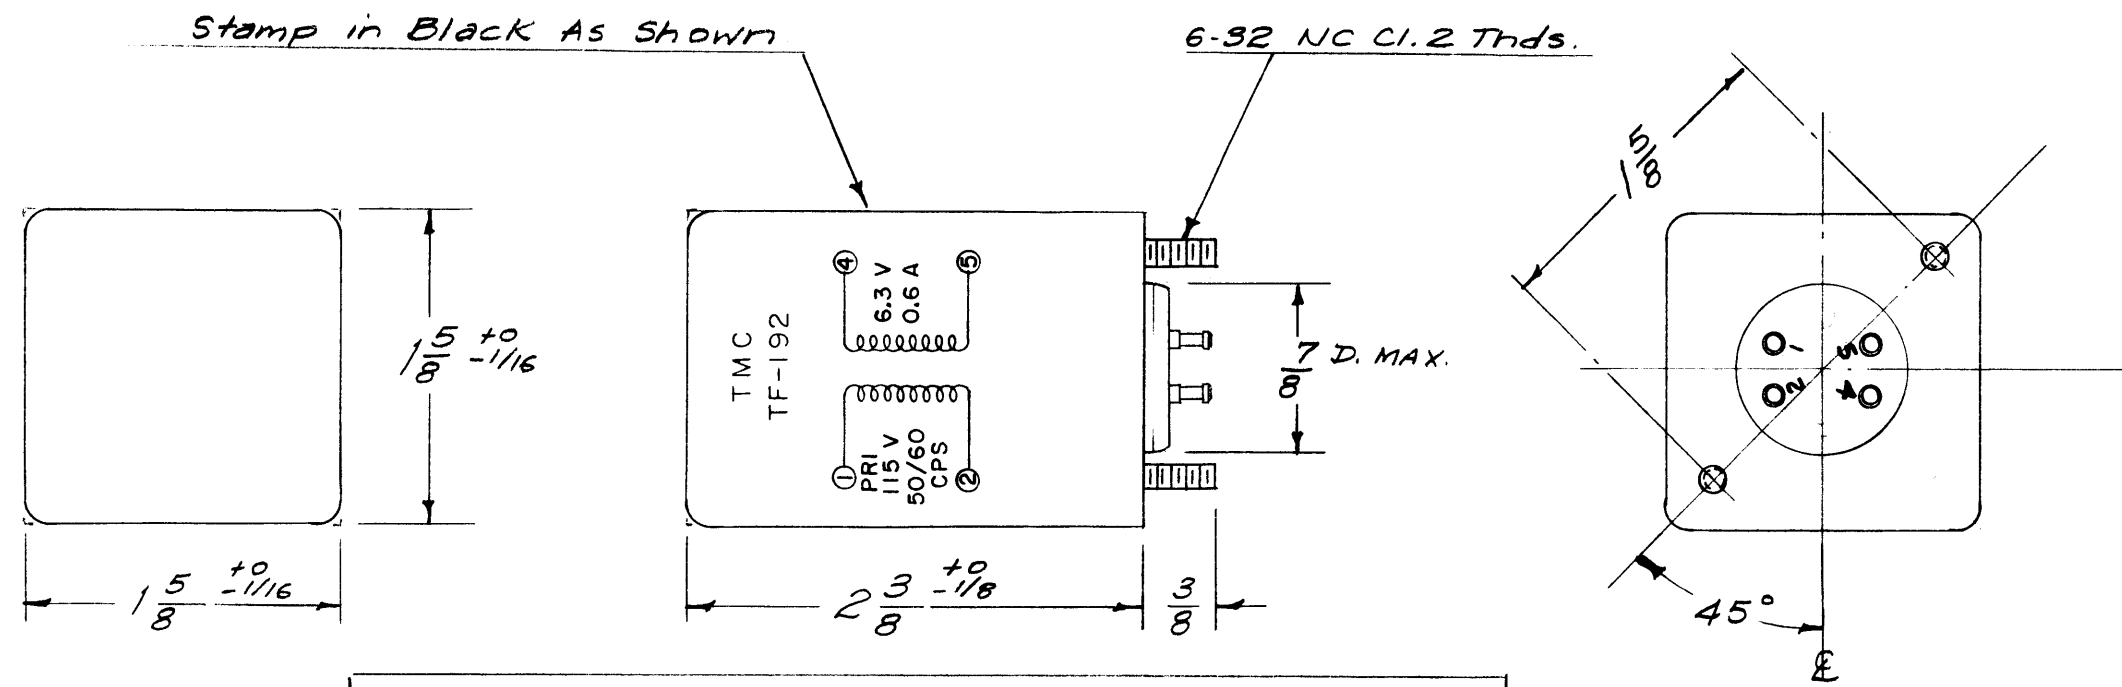 Stamp in Black As Shown
6-32 NC Cl. 2 Thds.
1 5/8 +0 -1/16
1 5/8 +0 -1/16
TMC
TF-192
4
5
6.3 V
0.6 A
1
2
PRI
115 V
50/60
CPS
2 3/8 +0 -1/8
3/8
7/8 D. MAX.
1 5/8
1
5
2
4
45°
℄